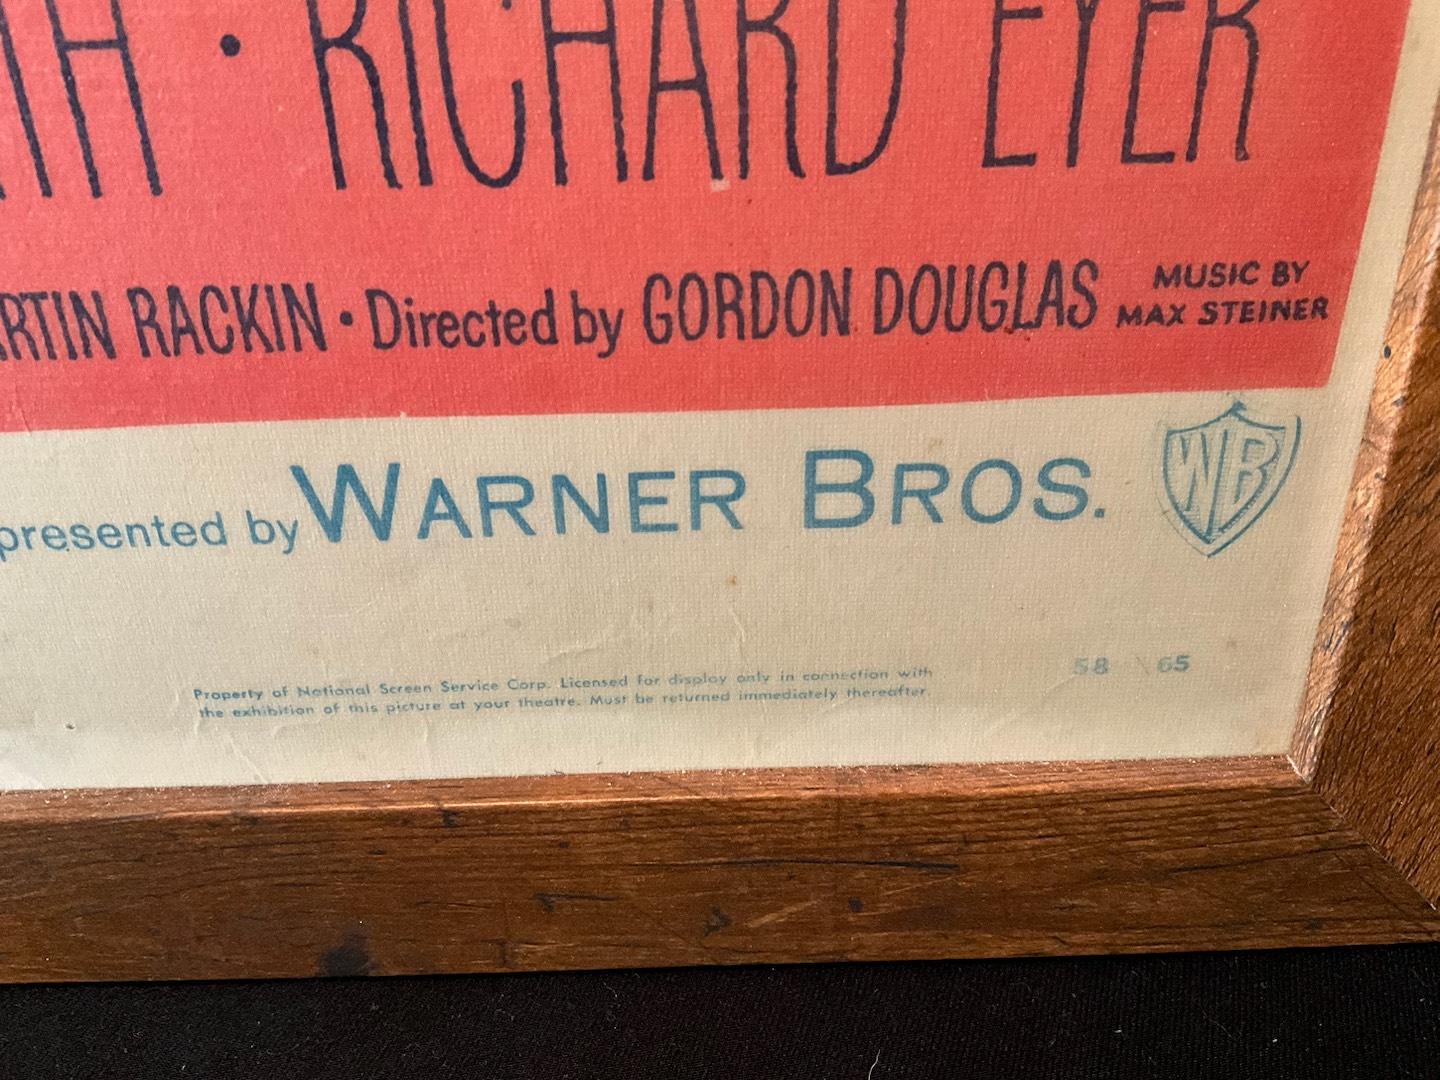 TH • RICHARD EYER
RTIN RACKIN • Directed by GORDON DOUGLAS
MUSIC BY
MAX STEINER
presented by WARNER BROS.
WB
58 65
Property of National Screen Service Corp. Licensed for display only in connection with
the exhibition of this picture at your theatre. Must be returned immediately thereafter.